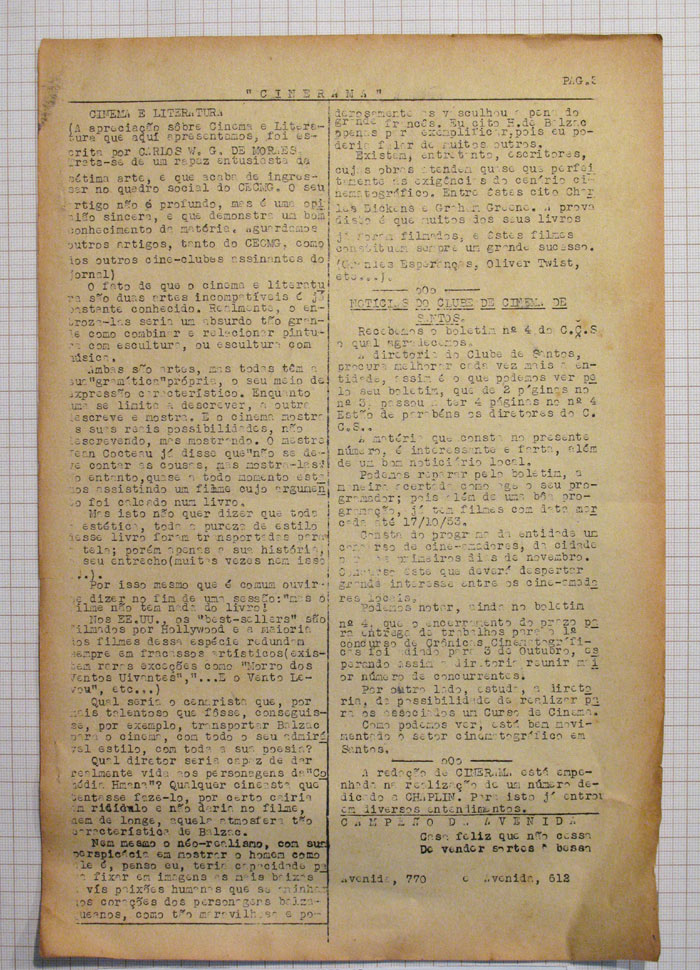 PAG.5
"CINERAMA"
CINEMA E LITERATURA
(A apreciação sôbre Cinema e Litera-
tura que aqui apresentamos, foi es-
crita por CARLOS W. G. DE MORAES.
Trata-se de um rapaz entusiasta da
sétima arte, e que acaba de ingres-
sar no quadro social do CECMG. O seu
artigo não é profundo, mas é uma opi
nião sincera, e que demonstra um bom
conhecimento da matéria. Aguardamos
outros artigos, tanto do CECMG, como
dos outros cine-clubes assinantes do
jornal)
O fato de que o cinema e literatu
ra são duas artes incompatíveis é já
bastante conhecido. Realmente, o en-
troza-las seria um absurdo tão gran-
de como combinar e relacionar pintu-
ra com escultura, ou escultura com
música.
Ambas são artes, mas todas têm a
sua"gramática"própria, o seu meio de
expressão característico. Enquanto
uma se limita a descrever, a outra
descreve e mostra. E o cinema mostra
as suas reais possibilidades, não
descrevendo, mas mostrando. O mestre
Jean Cocteau já disse que"não se de-
ve contar as cousas, mas mostra-las!
No entanto,quase a todo momento esta
mos assistindo um filme cujo argumen
to foi calcado num livro.
Mas isto não quer dizer que toda
a estética, toda a pureza de estilo
desse livro foram transportadas para
a tela; porém apenas a sua história,
o seu entrecho(muitas vezes nem isso
...).
Por isso mesmo que é comum ouvir-
se dizer no fim de uma sessão:"mas o
filme não tem nada do livro!
Nos EE.UU., os "best-sellers" são
filmados por Hollywood e a maioria
dos filmes dessa espécie redundam
sempre em fracassos artísticos(exis-
tem raras exceções como "Morro dos
Ventos Uivantes","...E o Vento Le-
vou", etc...)
Qual seria o cenarista que, por
mais talentoso que fôsse, conseguis-
se, por exemplo, transportar Balzac
para o cinema, com todo o seu admirá
vel estilo, com toda a sua poesia?
Qual diretor seria capaz de dar
realmente vida aos personagens da"Co
média Hmana"? Qualquer cineasta que
tentasse faze-lo, por certo cairia
em ridículo e não daria no filme,
nem de longe, aquela atmosfera tão
característica de Balzac.
Nem mesmo o néo-realismo, com sua
perspicácia em mostrar o homem como
ele é, penso eu, teria capacidade pa
ra fixar em imagens as mais baixas
e vís paixões humanas que se aninham
nos corações dos personagens balza-
queanos, como tão maravilhosa e po-
derosamente as vasculhou a pena do
grande francês. Eu cito H.de Balzac
apenas para exemplificar,pois eu po-
deria falar de muitos outros.
Existem, entretanto, escritores,
cujas obras atendem quase que perfei
tamente as exigências do cenário ci-
nematográfico. Entre êstes cito Char
les Dickens e Graham Greene. A prova
disto é que muitos dos seus livros
já foram filmados, e êstes filmes
constituem sempre um grande sucesso.
(Grandes Esperanças, Oliver Twist,
etc...).
oOo
NOTÍCIAS DO CLUBE DE CINEMA DE
SANTOS.
Recebemos o boletim nº 4 do C.C.S
o qual agradecemos.
A diretoria do Clube de Santos,
procura melhorar cada vez mais a en-
tidade, assim é o que podemos ver pe
lo seu boletim, que de 2 páginas no
nº 3, passou a ter 4 páginas no nº 4
Estão de parabéns os diretores do C.
C.S..
A matéria que consta no presente
número, é interessante e farta, além
de um bom noticiário local.
Podemos reparar pelo boletim, a
maneira acertada como age o seu pro-
gramador; pois além de uma bôa pro-
gramação, já tem filmes com data mar
cada até 17/10/53.
Consta do programa da entidade um
concurso de cine-amadores, da cidade
para os primeiros dias de novembro.
Concurso êste que deverá despertar
grande interesse entre os cine-amado
res locais.
Podemos notar, ainda no boletim
nº 4, que o encerramento do prazo pa
ra entrega de trabalhos para o 1º
concurso de Crônicas Cinematográfi-
cas foi adiado para 3 de Outubro, es
perando assim a diretoria reunir mai
or número de concurrentes.
Por outro lado, estuda a direto
ria, da possibilidade de realizar pa
ra os associados um Curso de Cinema.
Como podemos ver, está bem movi-
mentado o setor cinematográfico em
Santos.
oOo
A redação de CINERAMA está empe-
nhada na realização de um número de-
dicado a CHAPLIN. Para isto já entrou
em diversos entendimentos.
CAMPEÃO DA AVENIDA
Casa feliz que não cessa
De vender sortes à bessa
Avenida, 770 e Avenida, 612